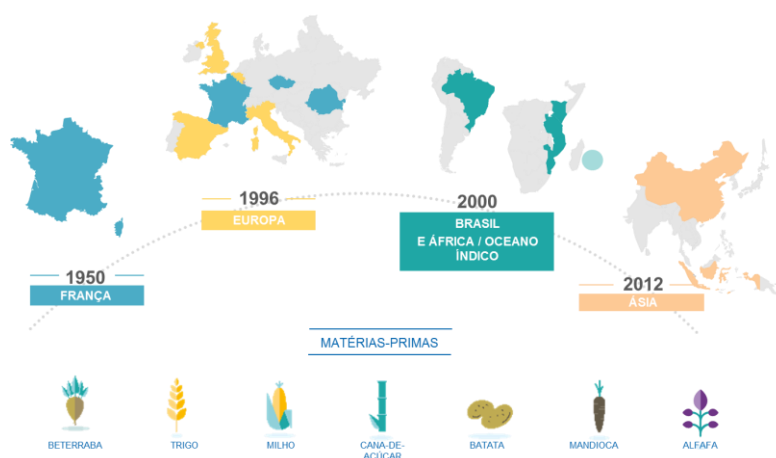 1996
EUROPA
2000
BRASIL
E ÁFRICA / OCEANO
ÍNDICO
1950
FRANÇA
2012
ÁSIA
MATÉRIAS-PRIMAS
BETERRABA
TRIGO
MILHO
CANA-DE-
AÇÚCAR
BATATA
MANDIOCA
ALFAFA